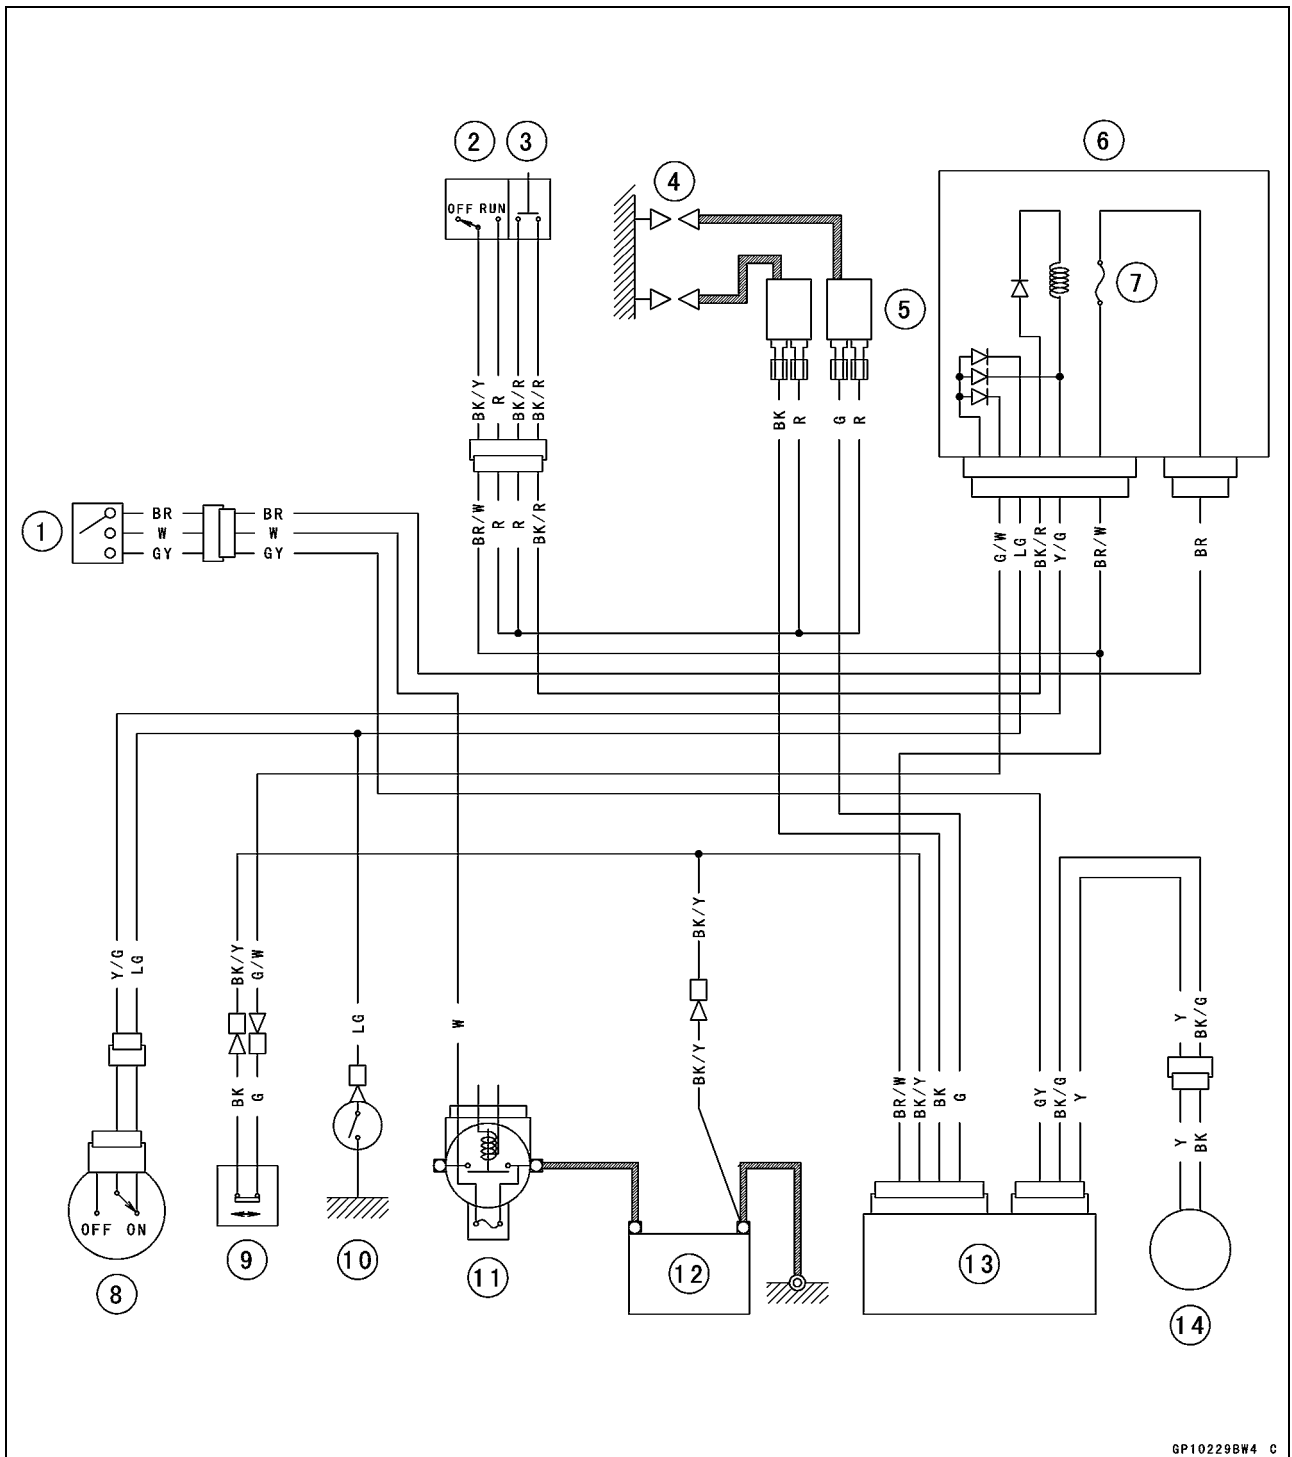 2 3
4
6
OFF RUN
7
5
BK/Y R BK/R BK/R
BK R G R
1
BR BR
W W
GY GY
BR/W R R BK/R
G/W LG BK/R Y/G BR/W BR
Y/G LG
BK/Y G/W
BK/Y
LG
W
Y BK/G
BK G
BK/Y
BR/W BK/Y BK G
GY BK/G Y
Y BK
OFF ON
8
9
10
11
12
13
14
GP10229BW4 C